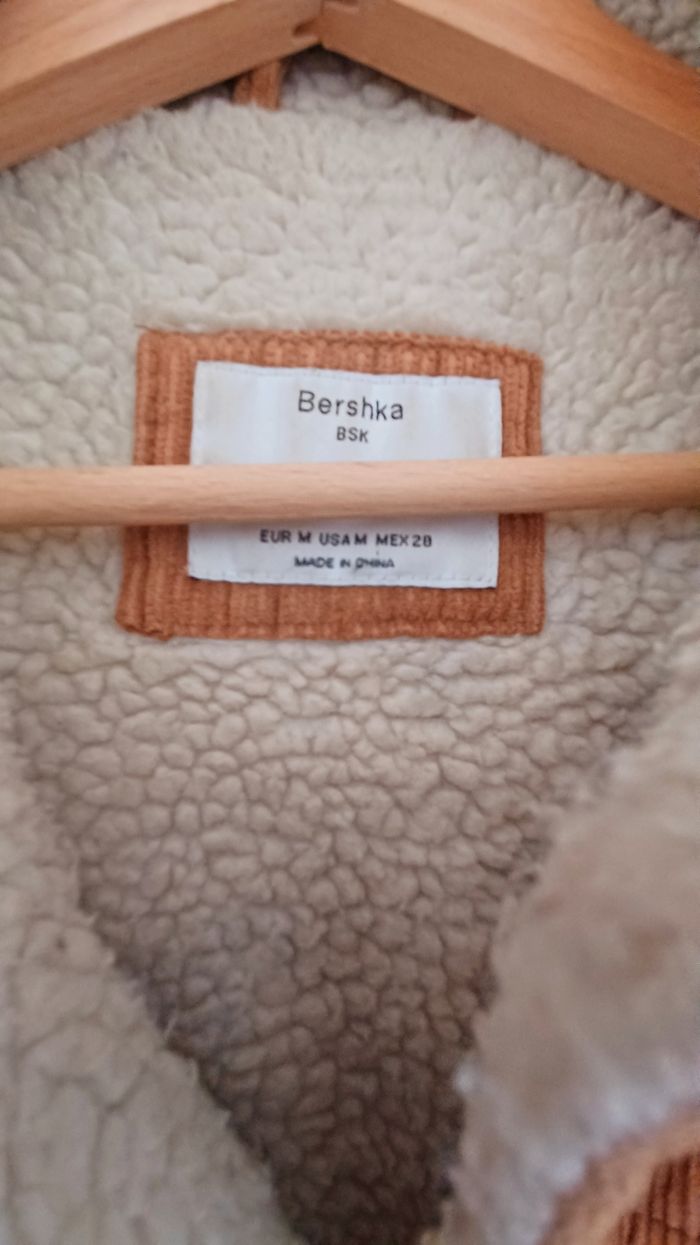 Bershka
BSK
EUR M USA M MEX 28
MADE IN CHINA